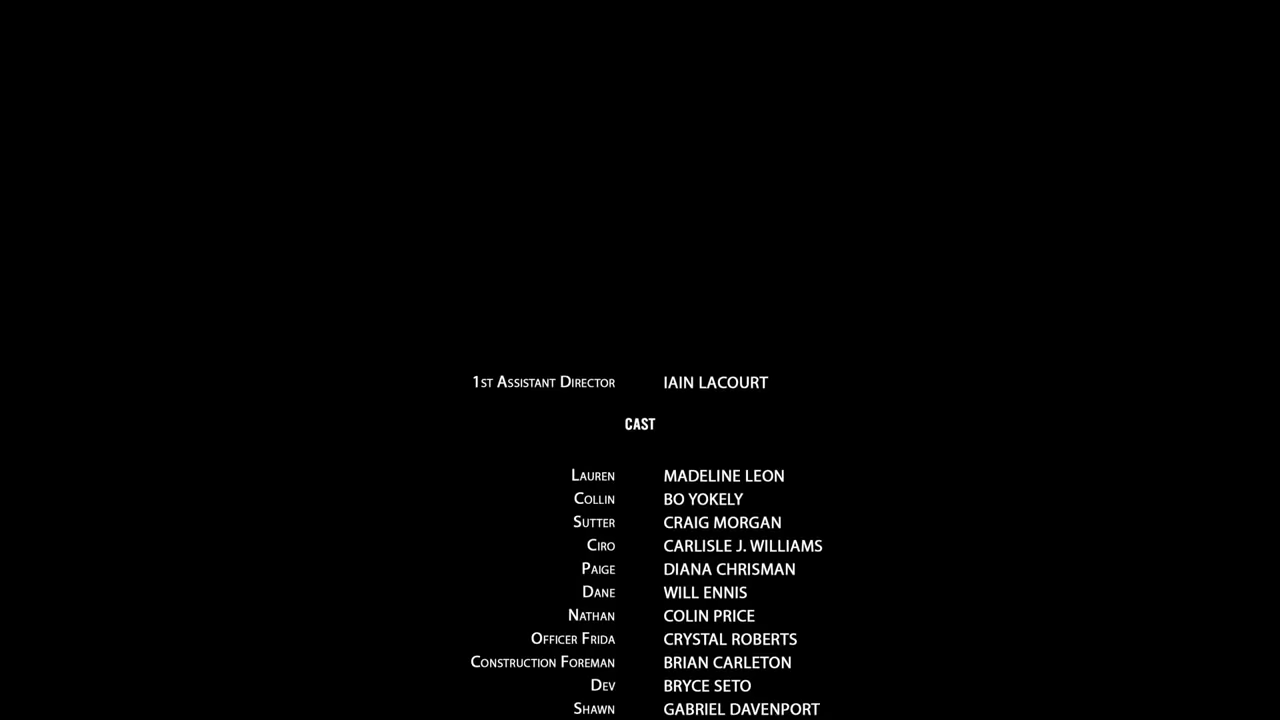 1st Assistant Director IAIN LACOURT
CAST
Lauren MADELINE LEON
Collin BO YOKELY
Sutter CRAIG MORGAN
Ciro CARLISLE J. WILLIAMS
Paige DIANA CHRISMAN
Dane WILL ENNIS
Nathan COLIN PRICE
Officer Frida CRYSTAL ROBERTS
Construction Foreman BRIAN CARLETON
Dev BRYCE SETO
Shawn GABRIEL DAVENPORT